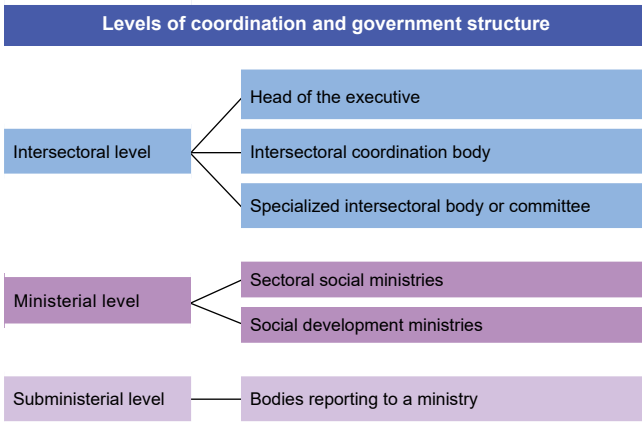 Levels of coordination and government structure
Head of the executive
Intersectoral level
Intersectoral coordination body
Specialized intersectoral body or committee
Sectoral social ministries
Ministerial level
Social development ministries
Subministerial level
Bodies reporting to a ministry